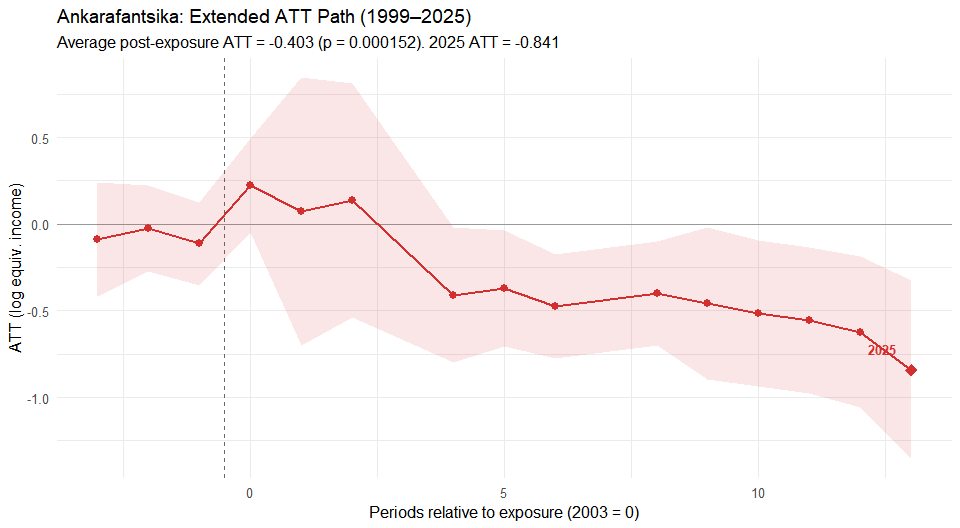 Ankarafantsika: Extended ATT Path (1999–2025)
Average post-exposure ATT = -0.403 (p = 0.000152). 2025 ATT = -0.841
ATT (log equiv. income)
0.5
0.0
-0.5
-1.0
2025
0
5
10
Periods relative to exposure (2003 = 0)